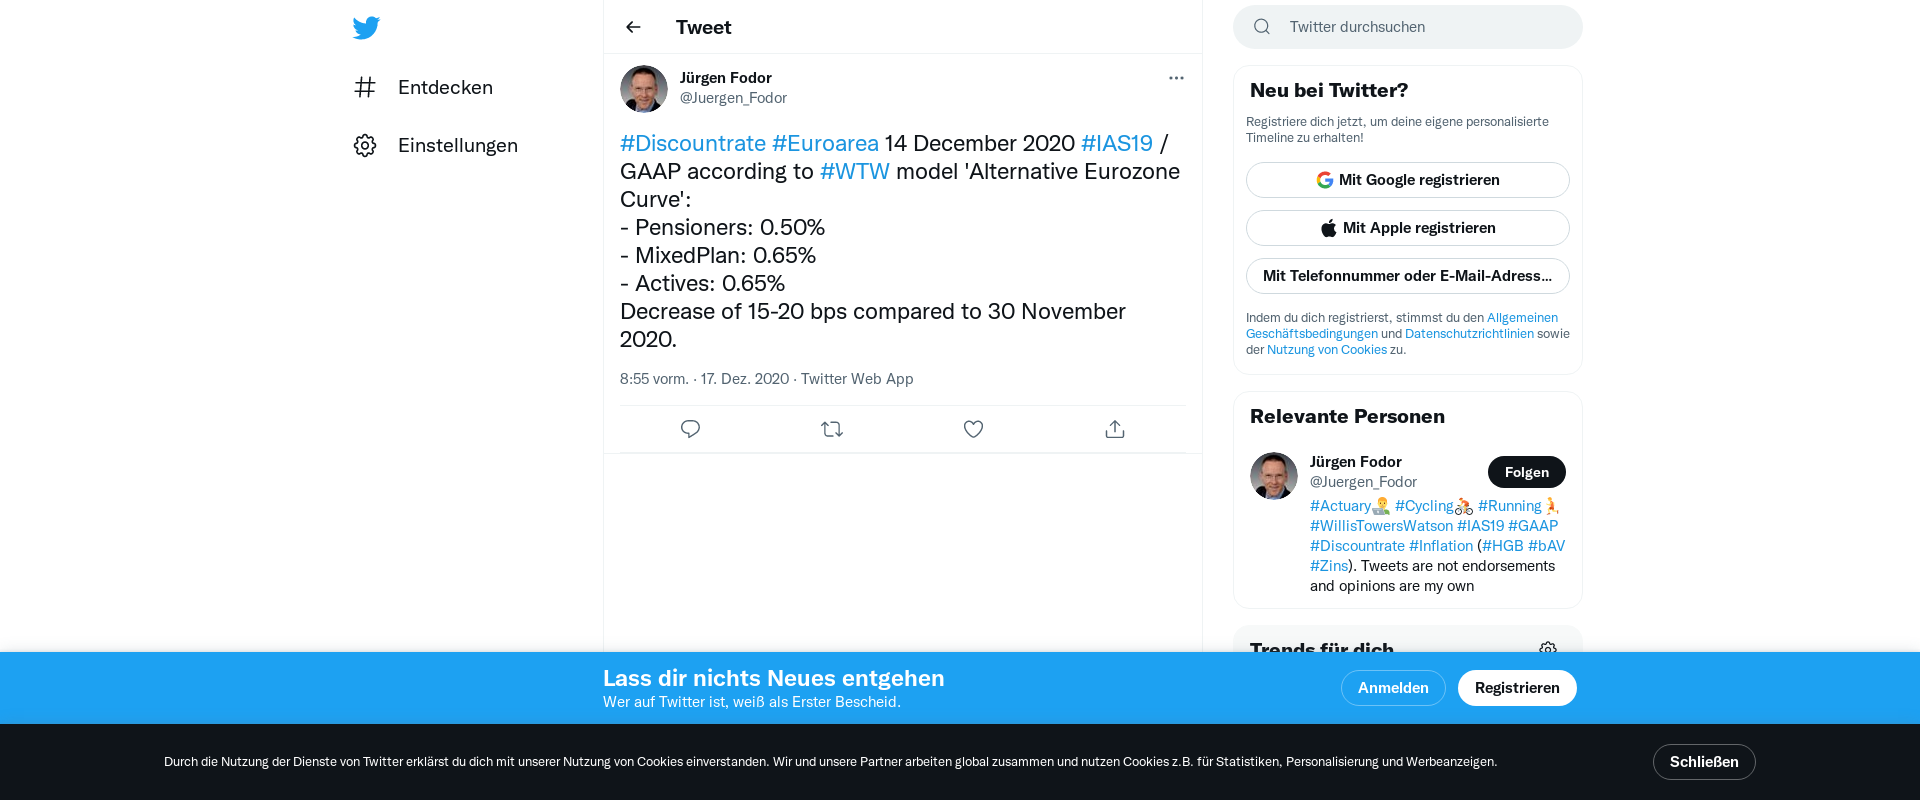 Entdecken
Einstellungen
Tweet
Jürgen Fodor
@Juergen_Fodor
#Discountrate #Euroarea 14 December 2020 #IAS19 /
GAAP according to #WTW model 'Alternative Eurozone
Curve':
- Pensioners: 0.50%
- MixedPlan: 0.65%
- Actives: 0.65%
Decrease of 15-20 bps compared to 30 November
2020.
8:55 vorm. · 17. Dez. 2020 · Twitter Web App
Twitter durchsuchen
Neu bei Twitter?
Registriere dich jetzt, um deine eigene personalisierte
Timeline zu erhalten!
Mit Google registrieren
Mit Apple registrieren
Mit Telefonnummer oder E-Mail-Adress...
Indem du dich registrierst, stimmst du den Allgemeinen
Geschäftsbedingungen und Datenschutzrichtlinien sowie
der Nutzung von Cookies zu.
Relevante Personen
Jürgen Fodor
@Juergen_Fodor
Folgen
#Actuary👨🏼‍💻 #Cycling🚴🏼 #Running🏃🏼
#WillisTowersWatson #IAS19 #GAAP
#Discountrate #Inflation (#HGB #bAV
#Zins). Tweets are not endorsements
and opinions are my own
Trends für dich
Lass dir nichts Neues entgehen
Wer auf Twitter ist, weiß als Erster Bescheid.
Anmelden
Registrieren
Durch die Nutzung der Dienste von Twitter erklärst du dich mit unserer Nutzung von Cookies einverstanden. Wir und unsere Partner arbeiten global zusammen und nutzen Cookies z.B. für Statistiken, Personalisierung und Werbeanzeigen.
Schließen